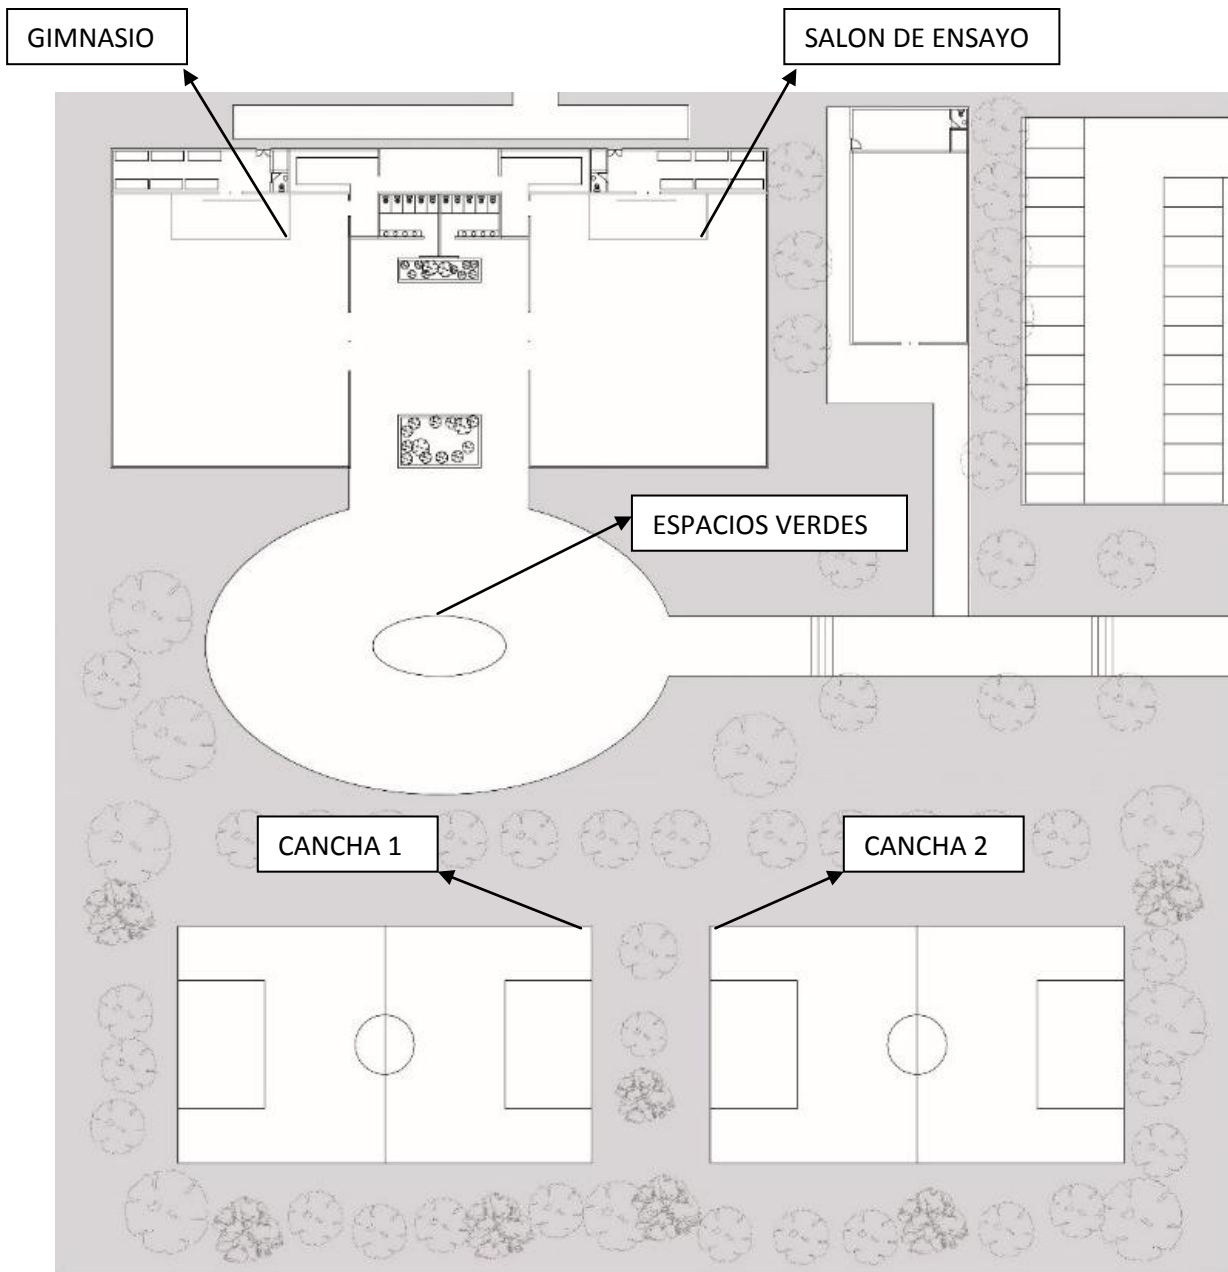 GIMNASIO
SALON DE ENSAYO
ESPACIOS VERDES
CANCHA 1
CANCHA 2